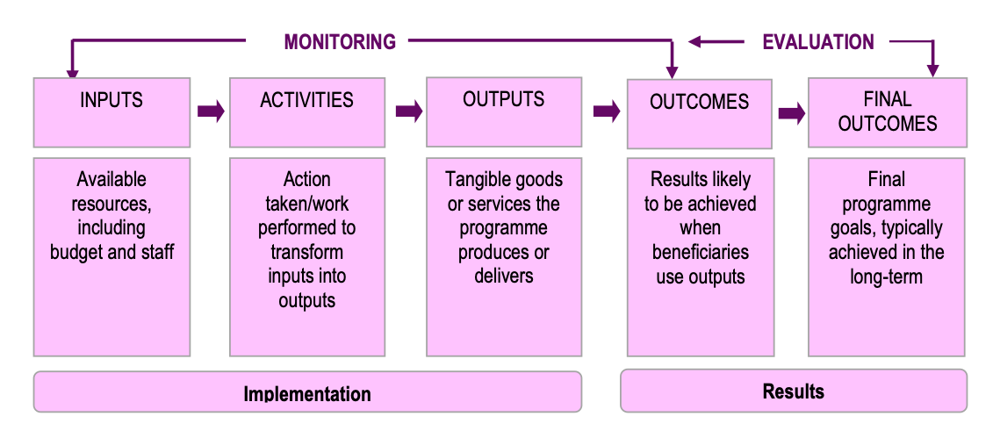 MONITORING
EVALUATION
INPUTS
ACTIVITIES
OUTPUTS
OUTCOMES
FINAL
OUTCOMES
Available
resources,
including
budget and staff
Action
taken/work
performed to
transform
inputs into
outputs
Tangible goods
or services the
programme
produces or
delivers
Results likely
to be achieved
when
beneficiaries
use outputs
Final
programme
goals, typically
achieved in the
long-term
Implementation
Results